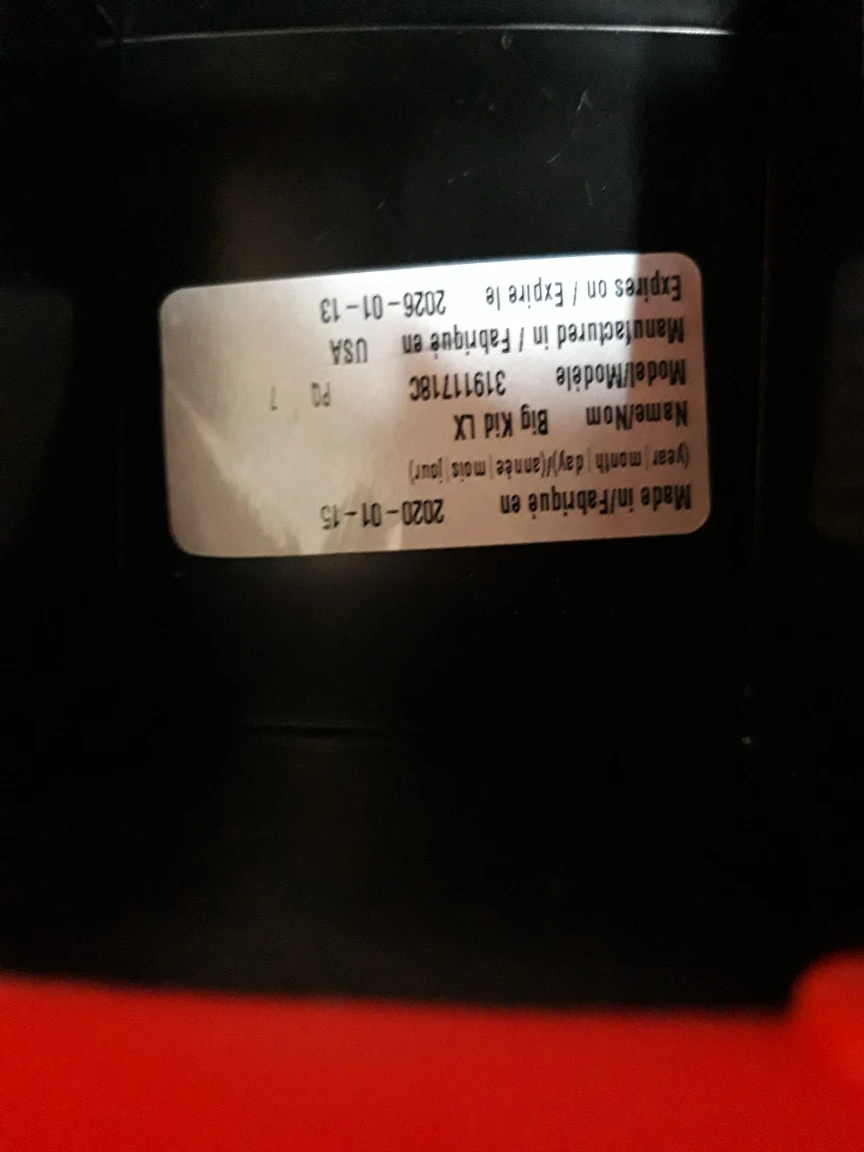 Made in/Fabriqué en 2020-01-15
(year | month | day)/(année | mois | jour)
Name/Nom Big Kid LX
Model/Modèle 31911718C PQ 7
Manufactured in / Fabriqué en USA
Expires on / Expire le 2026-01-13